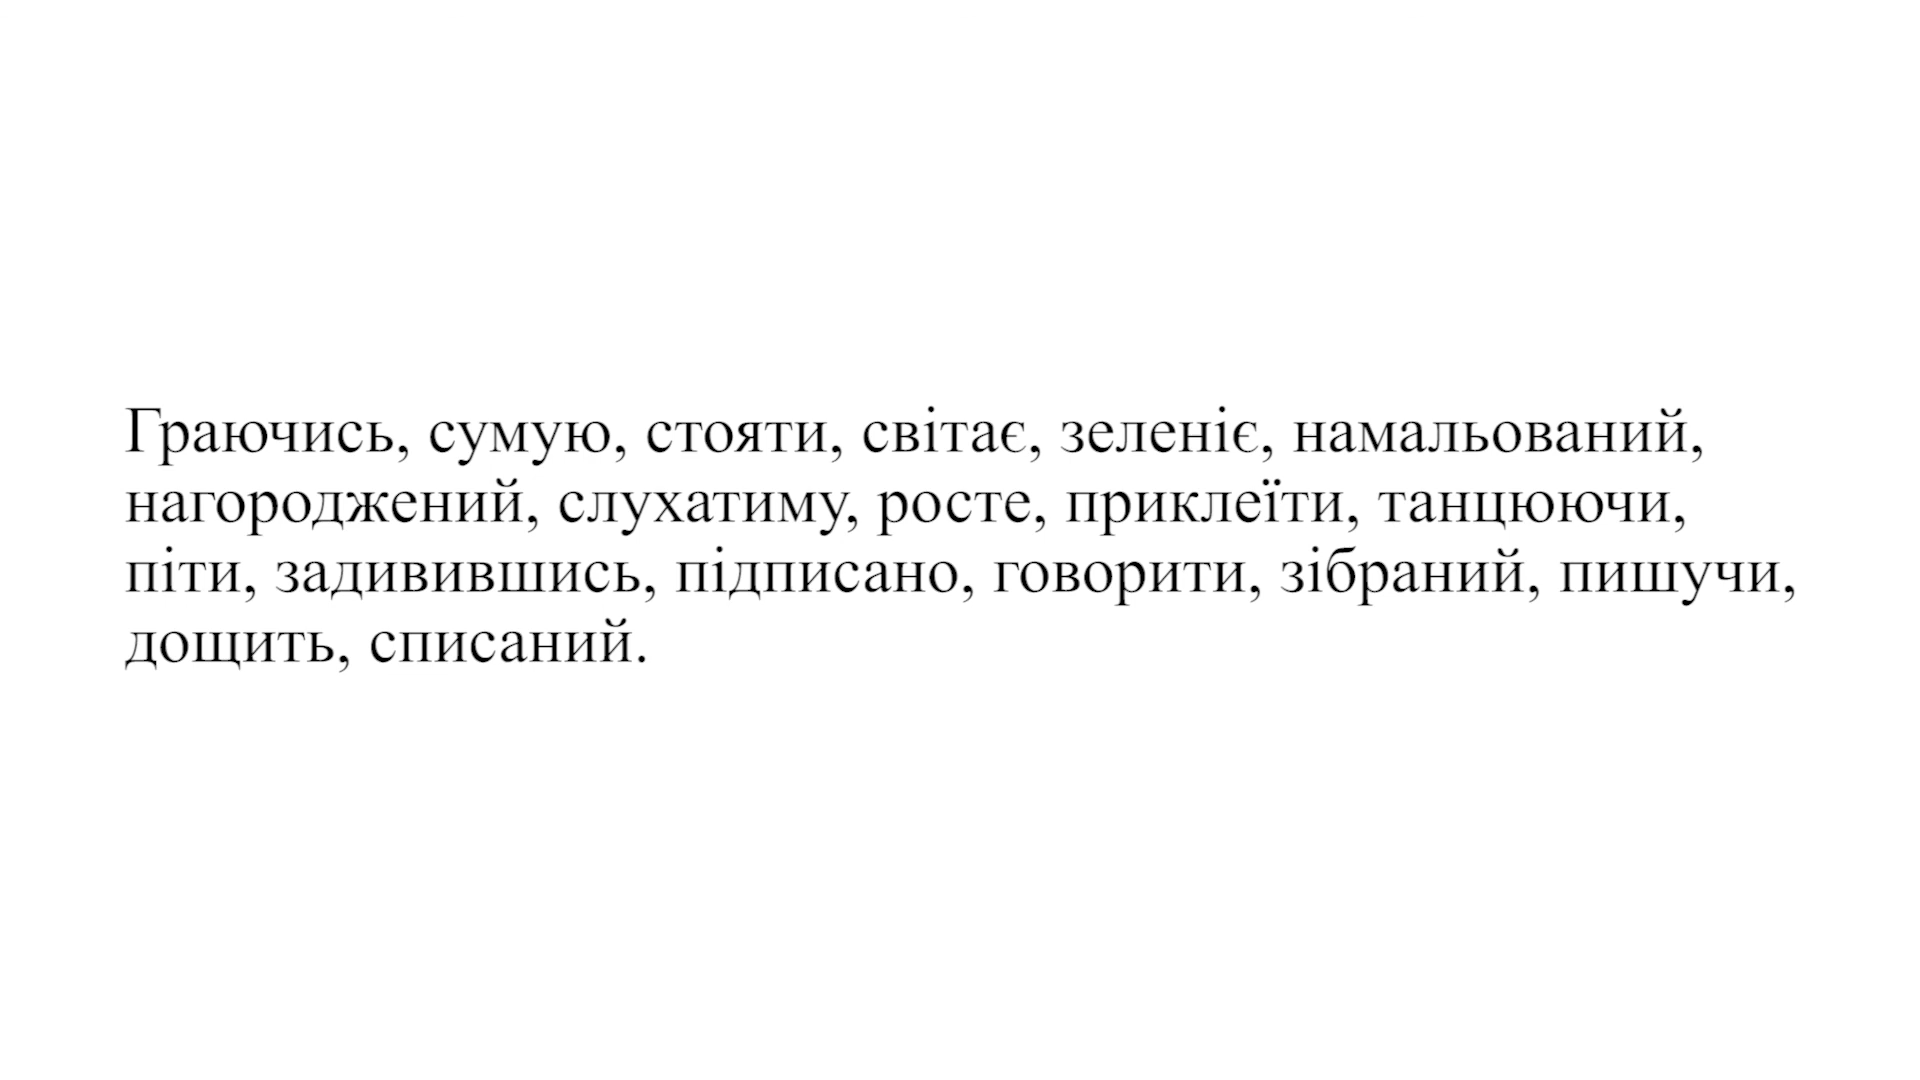 Граючись, сумую, стояти, світає, зеленіє, намальований,
нагороджений, слухатиму, росте, приклеїти, танцюючи,
піти, задивившись, підписано, говорити, зібраний, пишучи,
дощить, списаний.